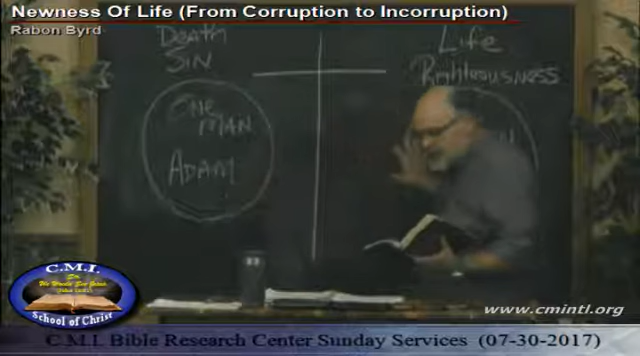 Newness Of Life (From Corruption to Incorruption)
Rabon Byrd
Death
Sin
Life
Righteousness
One
Man
Adam
C.M.I.
School of Christ
www.cmintl.org
C.M.I. Bible Research Center Sunday Services (07-30-2017)